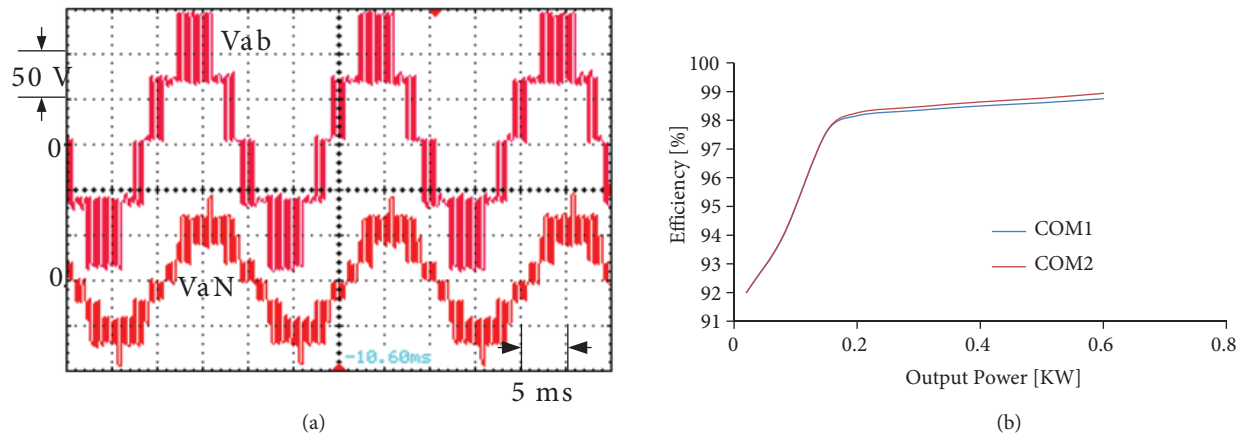 Vab
50 V
0
0
VaN
-10.60ms
5 ms
(a)
100
99
98
97
96
95
94
93
92
91
Efficiency [%]
COM1
COM2
0
0.2
0.4
0.6
0.8
Output Power [KW]
(b)